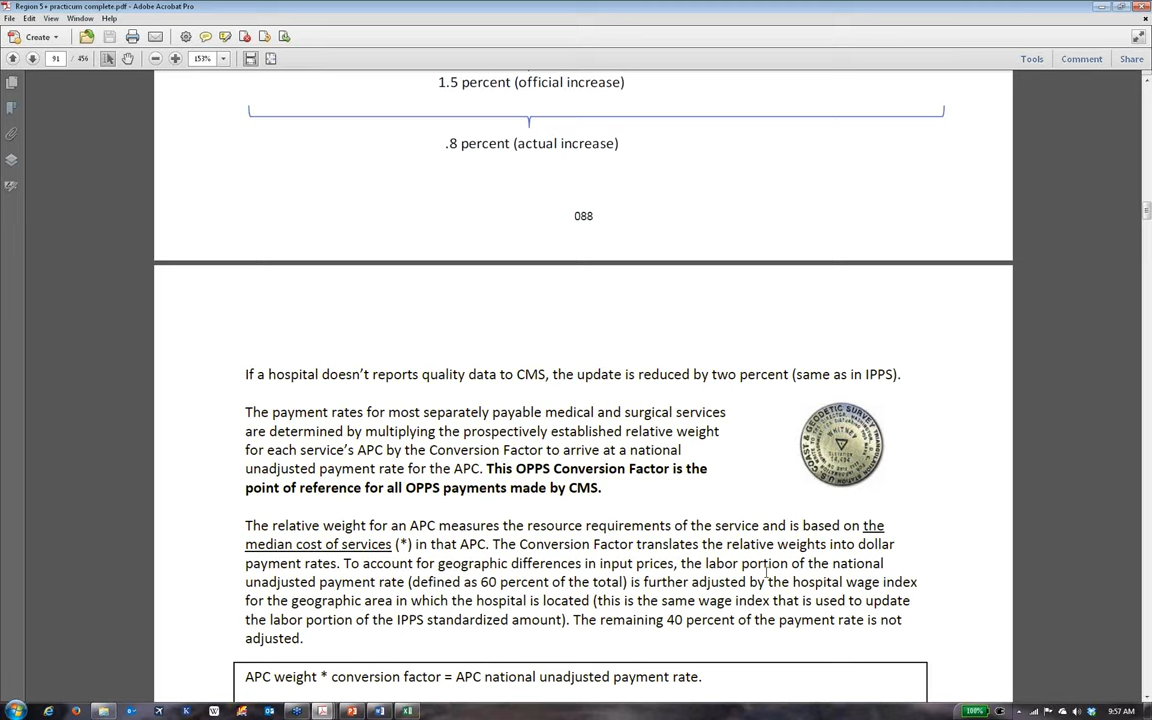 Region 5+ practicum complete.pdf - Adobe Acrobat Pro
File Edit View Window Help
Create
91 / 456 153%
Tools Comment Share
1.5 percent (official increase)
.8 percent (actual increase)
088
If a hospital doesn't reports quality data to CMS, the update is reduced by two percent (same as in IPPS).
The payment rates for most separately payable medical and surgical services
are determined by multiplying the prospectively established relative weight
for each service's APC by the Conversion Factor to arrive at a national
unadjusted payment rate for the APC. This OPPS Conversion Factor is the
point of reference for all OPPS payments made by CMS.
COAST & GEODETIC SURVEY
WHITNEY
ELEVATION
The relative weight for an APC measures the resource requirements of the service and is based on the
median cost of services (*) in that APC. The Conversion Factor translates the relative weights into dollar
payment rates. To account for geographic differences in input prices, the labor portion of the national
unadjusted payment rate (defined as 60 percent of the total) is further adjusted by the hospital wage index
for the geographic area in which the hospital is located (this is the same wage index that is used to update
the labor portion of the IPPS standardized amount). The remaining 40 percent of the payment rate is not
adjusted.
APC weight * conversion factor = APC national unadjusted payment rate.
100% 9:57 AM